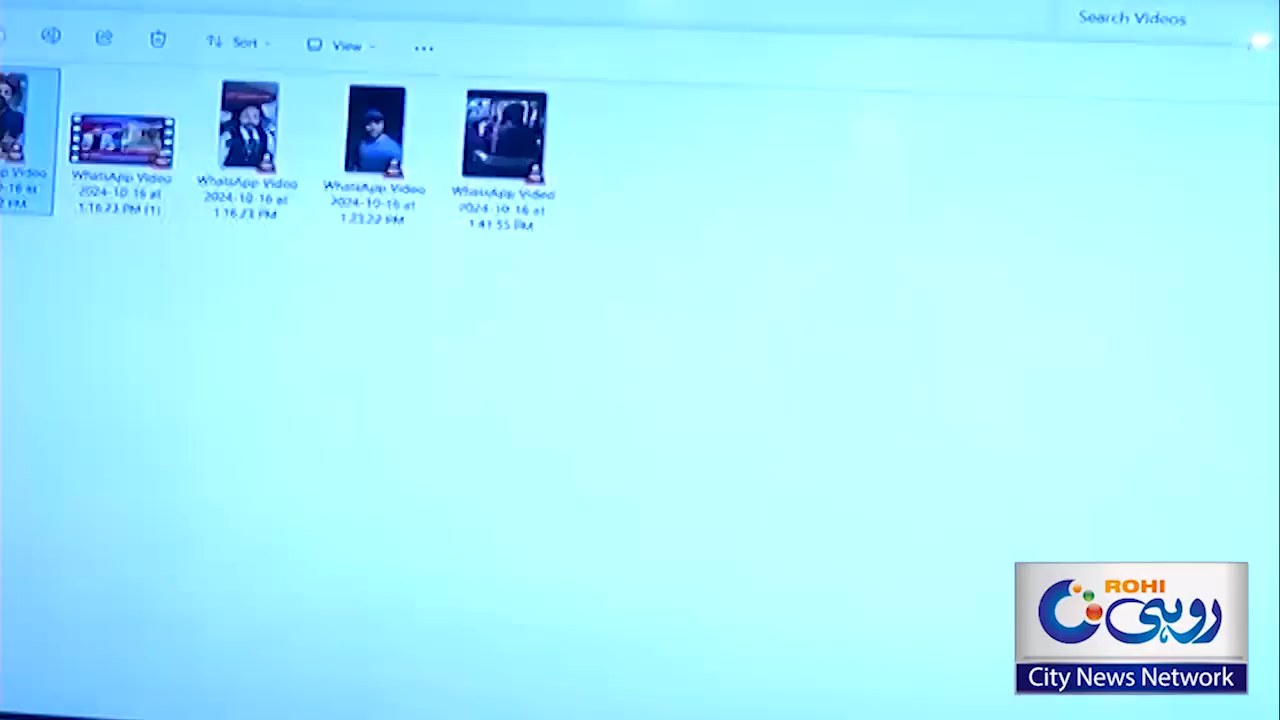 Search Videos
Sort
View
WhatsApp Video
2024-10-16 at
1.16.23 PM (1)
WhatsApp Video
2024-10-16 at
1.16.23 PM
WhatsApp Video
2024-10-16 at
1.23.22 PM
WhatsApp Video
2024-10-16 at
1.41.55 PM
ROHI
روہی
City News Network